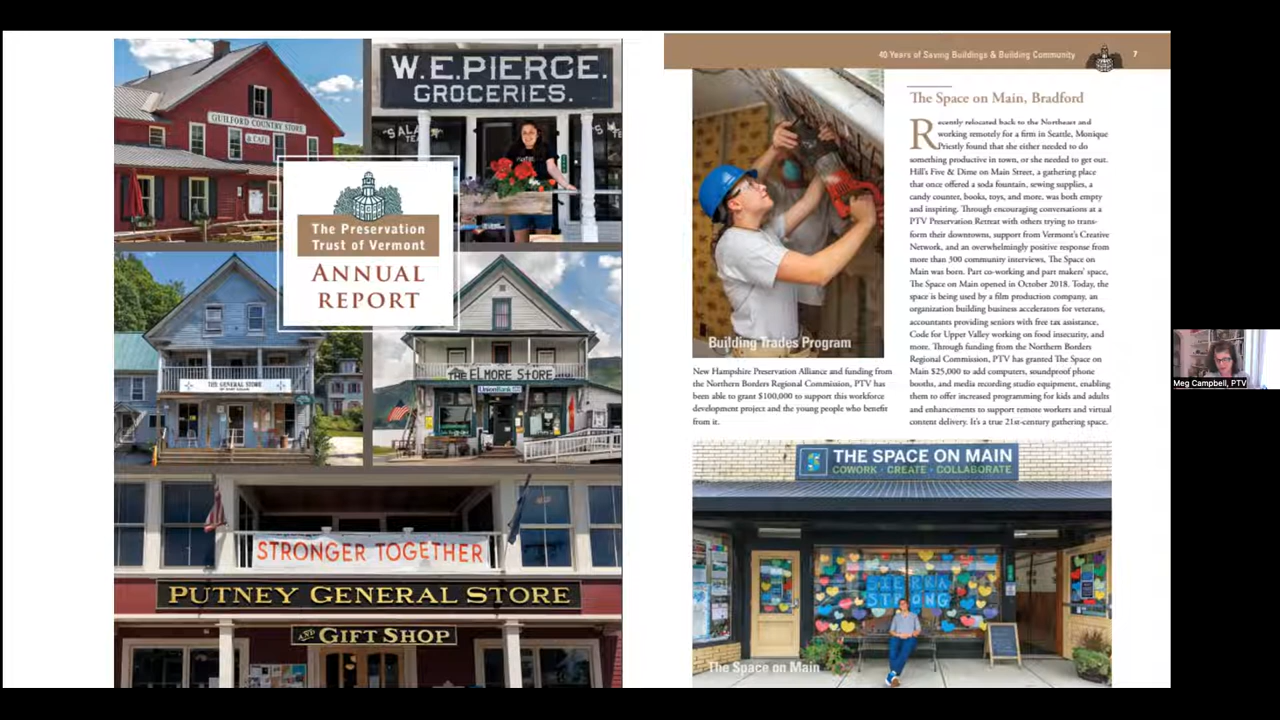 GUILFORD COUNTRY STORE
& CAFE
W.E.PIERCE.
GROCERIES.
The Preservation
Trust of Vermont
ANNUAL
REPORT
THE GENERAL STORE
THE ELMORE STORE
Union Bank
STRONGER TOGETHER
PUTNEY GENERAL STORE
AND GIFT SHOP
40 Years of Saving Buildings & Building Community 7
Building Trades Program
New Hampshire Preservation Alliance and funding from
the Northern Borders Regional Commission, PTV has
been able to grant $100,000 to support this workforce
development project and the young people who benefit
from it.
The Space on Main, Bradford
Recently relocated back to the Northeast and
working remotely for a firm in Seattle, Monique
Priestly found that she either needed to do
something productive in town, or she needed to get out.
Hill's Five & Dime on Main Street, a gathering place
that once offered a soda fountain, sewing supplies, a
candy counter, books, toys, and more, was both empty
and inspiring. Through encouraging conversations at a
PTV Preservation Retreat with others trying to trans-
form their downtowns, support from Vermont's Creative
Network, and an overwhelmingly positive response from
more than 300 community interviews, The Space on
Main was born. Part co-working and part makers' space,
The Space on Main opened in October 2018. Today, the
space is being used by a film production company, an
organization building business accelerators for veterans,
accountants providing seniors with free tax assistance,
Code for Upper Valley working on food insecurity, and
more. Through funding from the Northern Borders
Regional Commission, PTV has granted The Space on
Main $25,000 to add computers, soundproof phone
booths, and media recording studio equipment, enabling
them to offer increased programming for kids and adults
and enhancements to support remote workers and virtual
content delivery. It's a true 21st-century gathering space.
THE SPACE ON MAIN
COWORK · CREATE · COLLABORATE
SIERRA
STRONG
The Space on Main
Meg Campbell, PTV